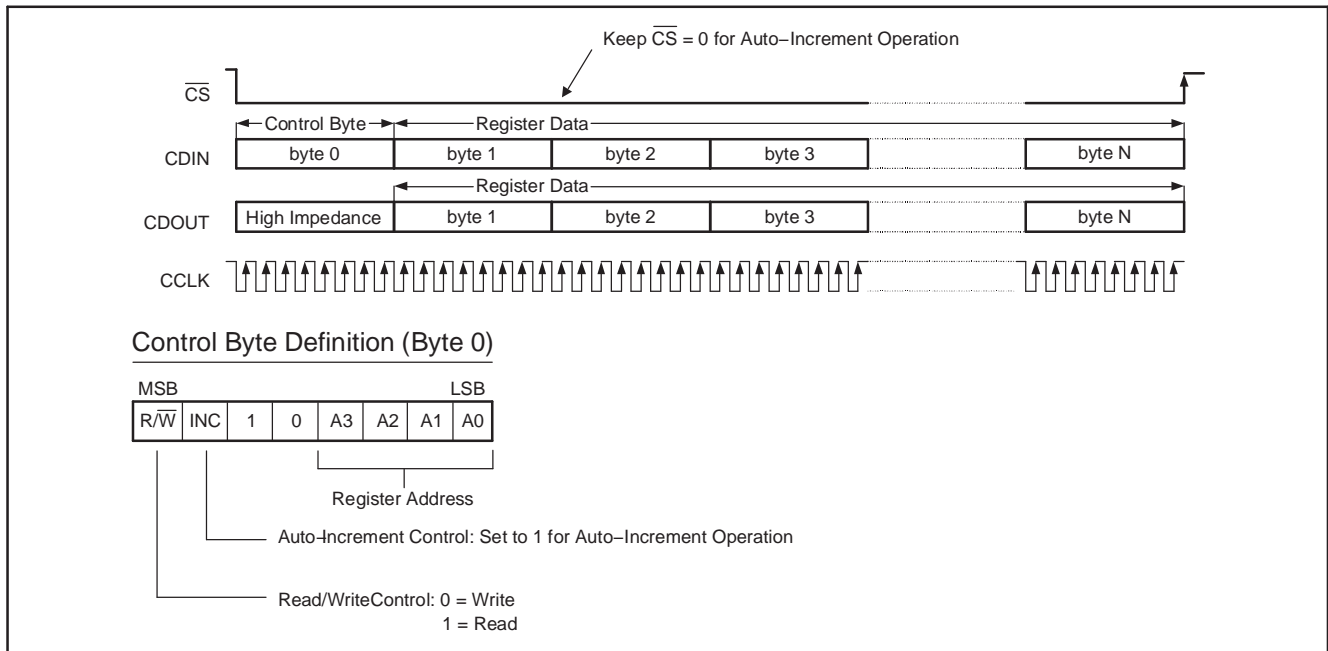 Keep C̅S̅ = 0 for Auto−Increment Operation
C̅S̅
Control Byte Register Data
CDIN byte 0 byte 1 byte 2 byte 3 byte N
Register Data
CDOUT High Impedance byte 1 byte 2 byte 3 byte N
CCLK
Control Byte Definition (Byte 0)
MSB LSB
R/W̅ INC 1 0 A3 A2 A1 A0
Register Address
Auto−Increment Control: Set to 1 for Auto−Increment Operation
Read/WriteControl: 0 = Write
1 = Read